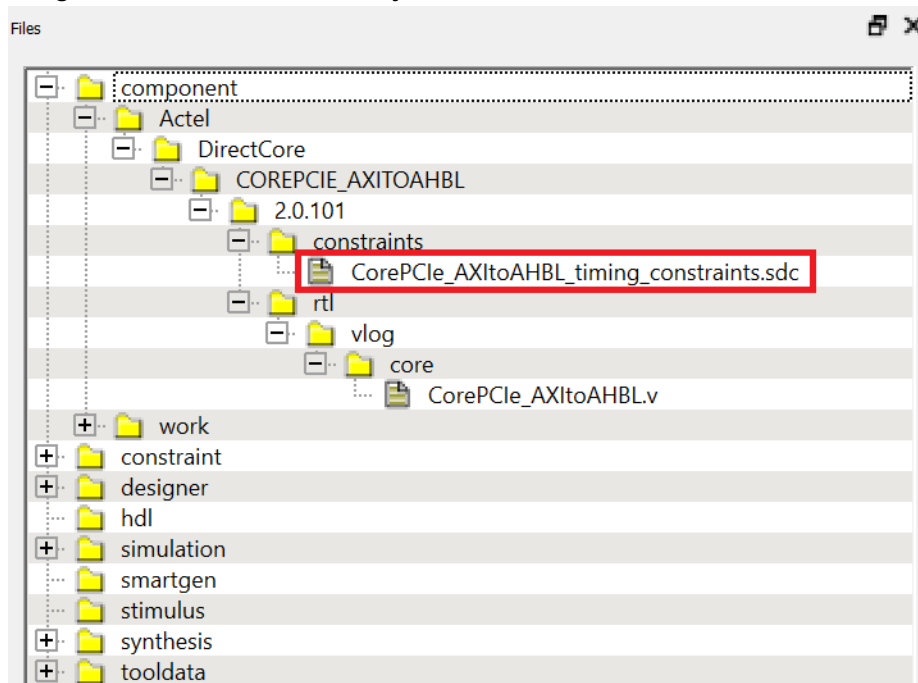 Files
component
Actel
DirectCore
COREPCIE_AXITOAHBL
2.0.101
constraints
CorePCIe_AXItoAHBL_timing_constraints.sdc
rtl
vlog
core
CorePCIe_AXItoAHBL.v
work
constraint
designer
hdl
simulation
smartgen
stimulus
synthesis
tooldata